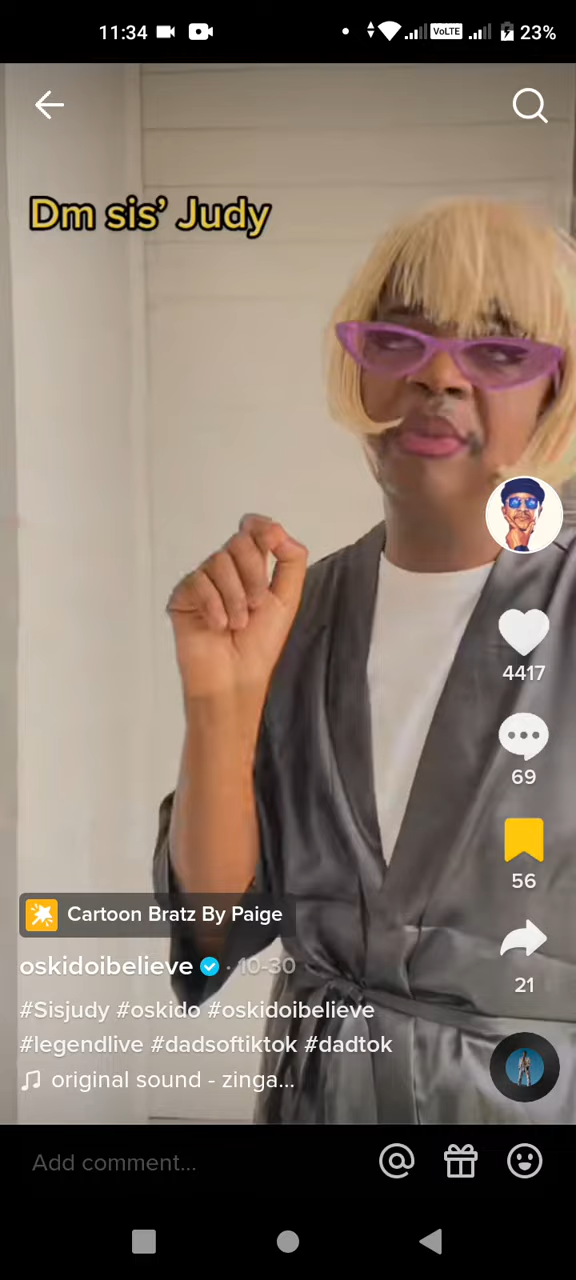 11:34
VoLTE
23%
Dm sis’ Judy
4417
69
56
21
Cartoon Bratz By Paige
oskidoibelieve · 10-30
#Sisjudy #oskido #oskidoibelieve
#legendlive #dadsoftiktok #dadtok
original sound - zinga...
Add comment...